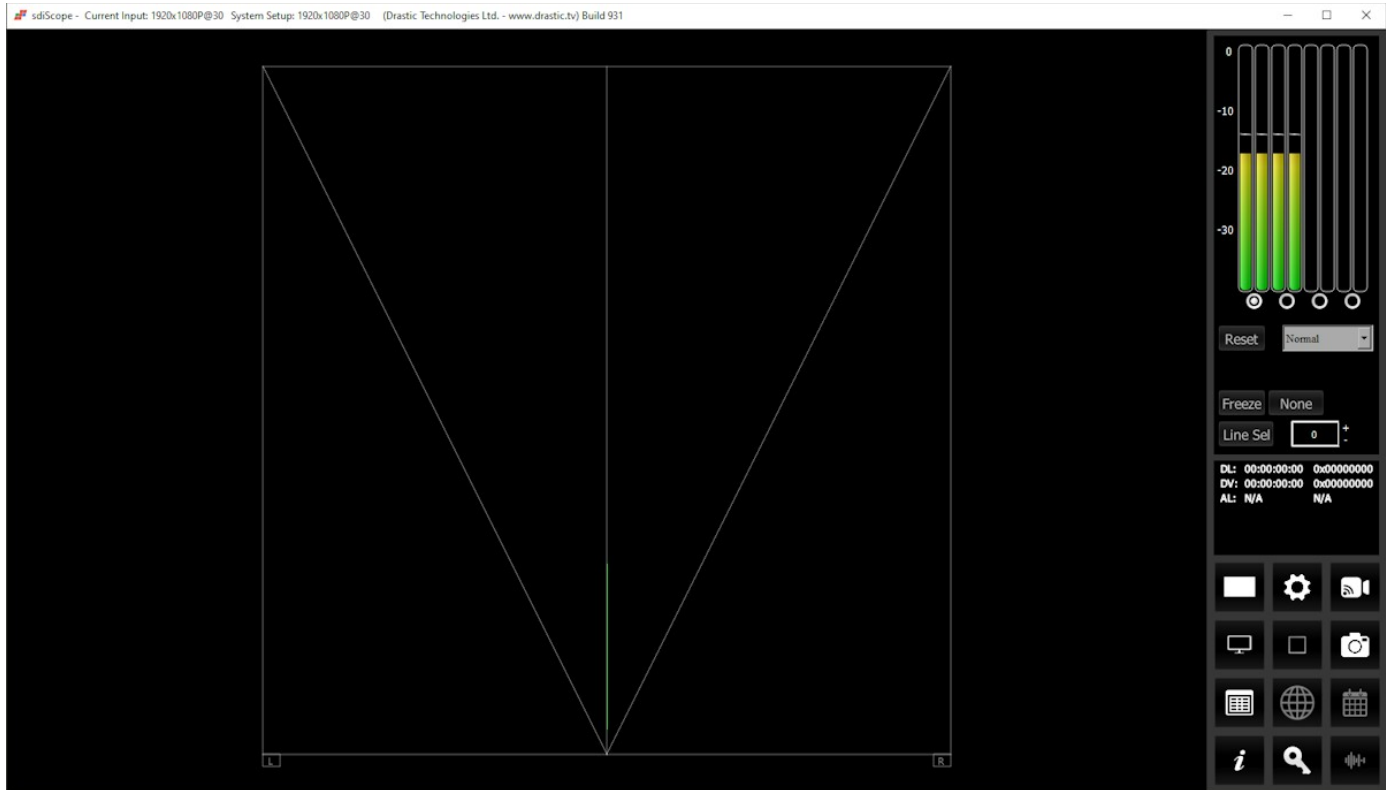 sdiScope - Current Input: 1920x1080P@30 System Setup: 1920x1080P@30 (Drastic Technologies Ltd. - www.drastic.tv) Build 931
0
-10
-20
-30
Reset Normal
Freeze None
Line Sel 0 + -
DL: 00:00:00:00 0x00000000
DV: 00:00:00:00 0x00000000
AL: N/A N/A
L R
i